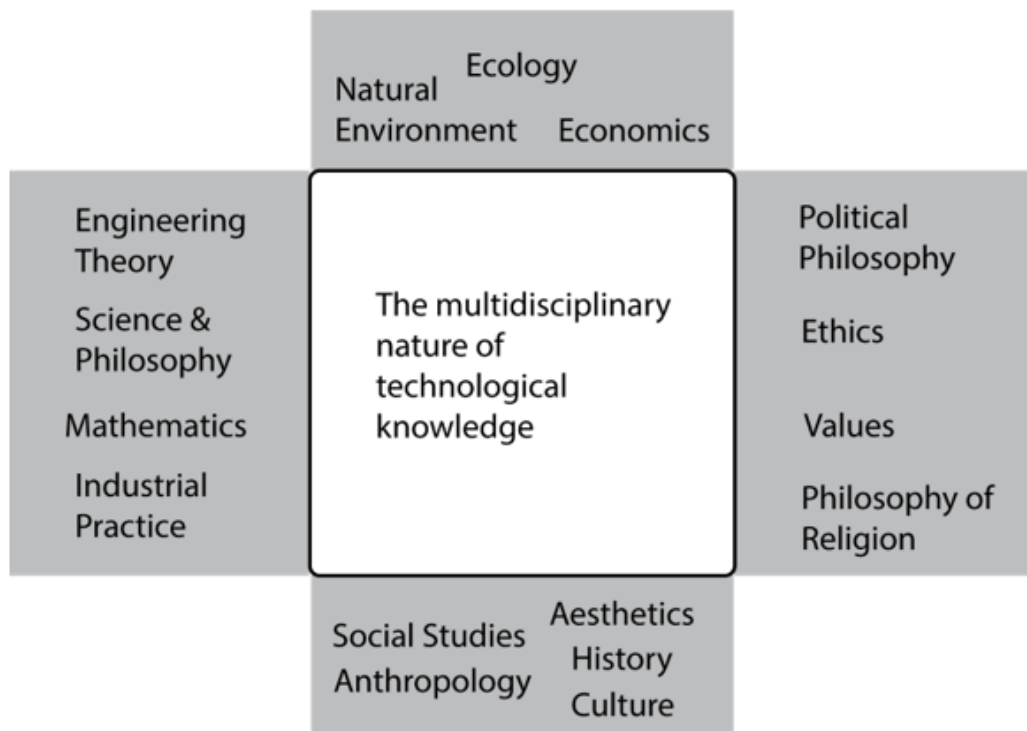 Ecology
Natural
Environment
Economics
Engineering
Theory
Science &
Philosophy
Mathematics
Industrial
Practice
The multidisciplinary
nature of
technological
knowledge
Political
Philosophy
Ethics
Values
Philosophy of
Religion
Social Studies
Anthropology
Aesthetics
History
Culture